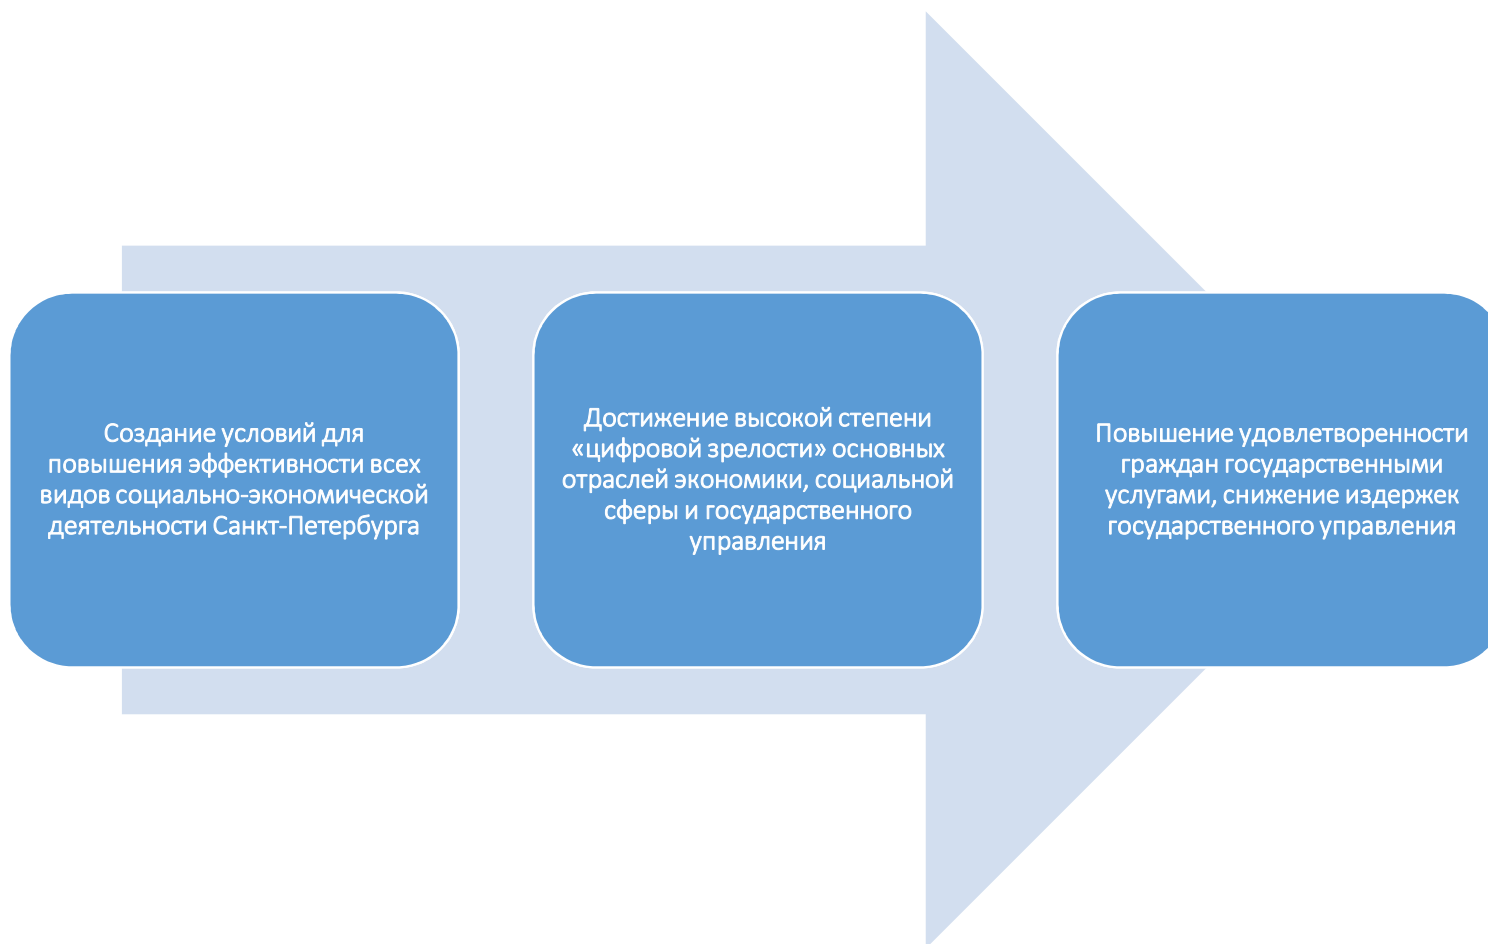 Создание условий для
повышения эффективности всех
видов социально-экономической
деятельности Санкт-Петербурга
Достижение высокой степени
«цифровой зрелости» основных
отраслей экономики, социальной
сферы и государственного
управления
Повышение удовлетворенности
граждан государственными
услугами, снижение издержек
государственного управления